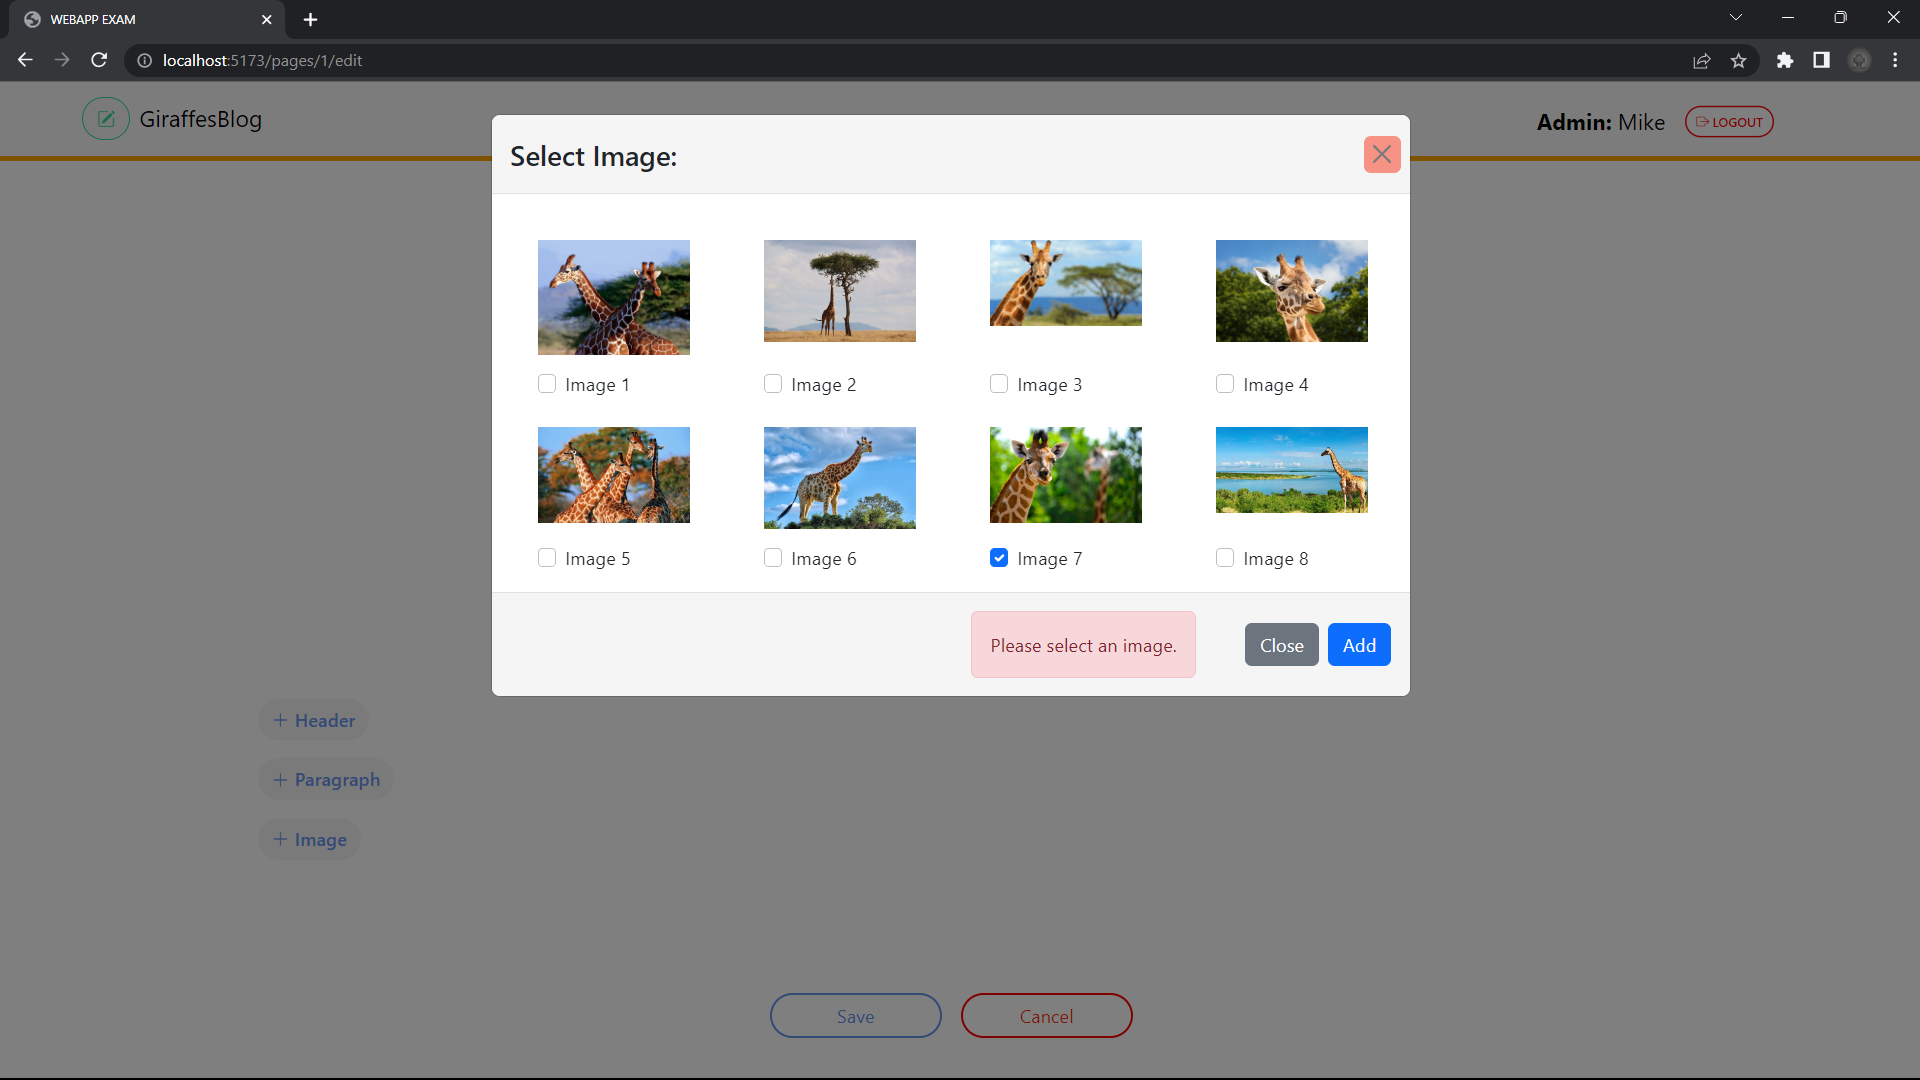 WEBAPP EXAM
localhost:5173/pages/1/edit
GiraffesBlog
Admin: Mike
LOGOUT
Select Image:
Image 1
Image 2
Image 3
Image 4
Image 5
Image 6
Image 7
Image 8
Please select an image.
Close
Add
+ Header
+ Paragraph
+ Image
Save
Cancel